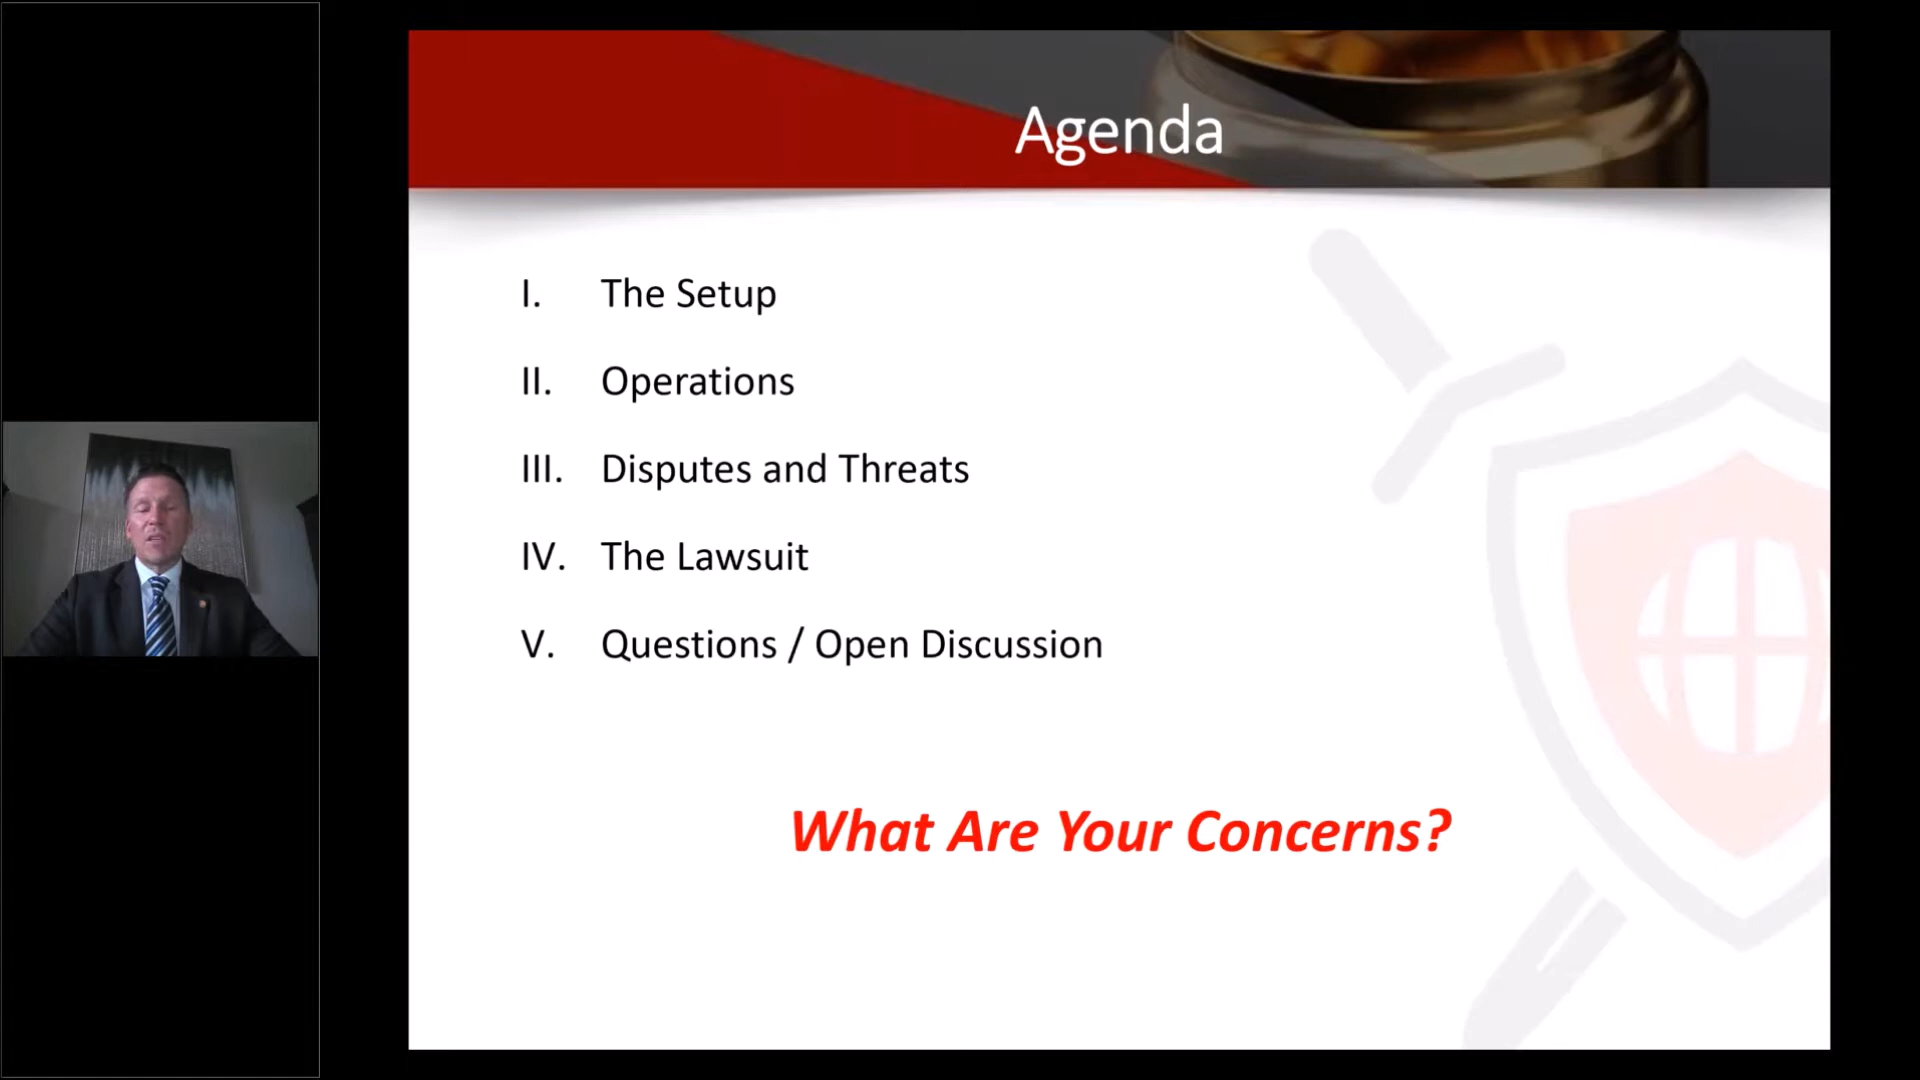 Agenda
I. The Setup
II. Operations
III. Disputes and Threats
IV. The Lawsuit
V. Questions / Open Discussion
What Are Your Concerns?